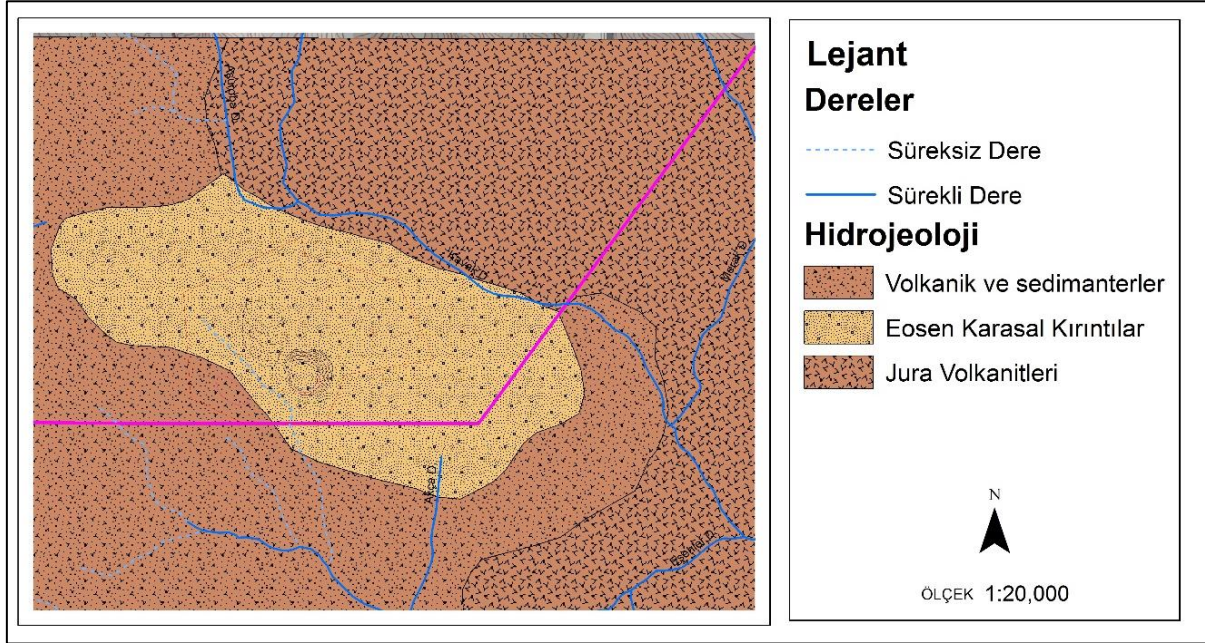 Lejant
Dereler
Süreksiz Dere
Sürekli Dere
Hidrojeoloji
Volkanik ve sedimanterler
Eosen Karasal Kırıntılar
Jura Volkanitleri
N
ÖLÇEK 1:20,000
Akça D.